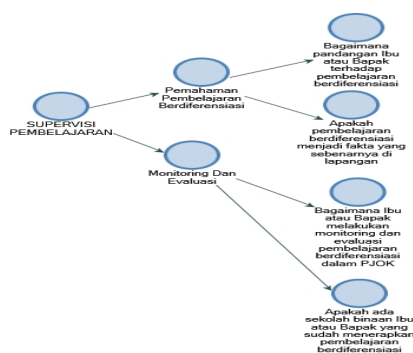 SUPERVISI
PEMBELAJARAN
Pemahaman
Pembelajaran
Berdiferensiasi
Monitoring Dan
Evaluasi
Bagaimana
pandangan Ibu
atau Bapak
terhadap
pembelajaran
berdiferensiasi
Apakah
pembelajaran
berdiferensiasi
menjadi fakta yang
sebenarnya di
lapangan
Bagaimana Ibu
atau Bapak
melakukan
monitoring dan
evaluasi
pembelajaran
berdiferensiasi
dalam PJOK
Apakah ada
sekolah binaan Ibu
atau Bapak yang
sudah menerapkan
pembelajaran
berdiferensiasi